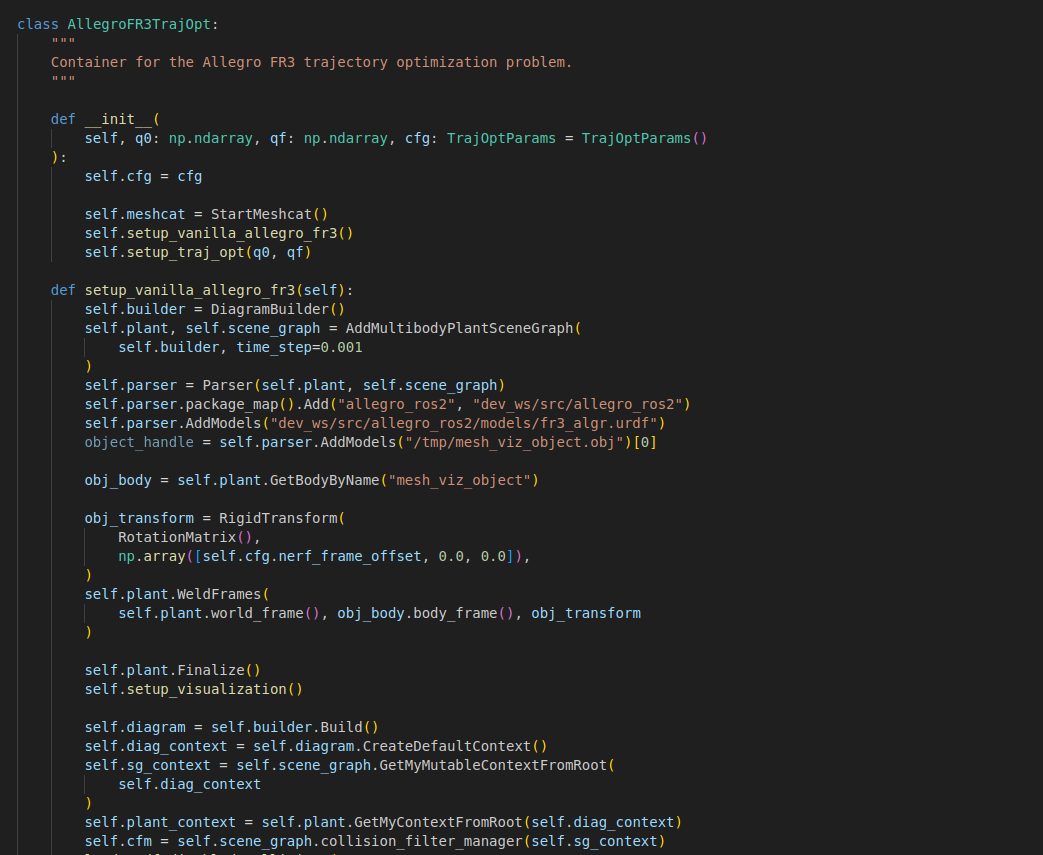 class AllegroFR3TrajOpt:
    """
    Container for the Allegro FR3 trajectory optimization problem.
    """

    def __init__(
        self, q0: np.ndarray, qf: np.ndarray, cfg: TrajOptParams = TrajOptParams()
    ):
        self.cfg = cfg

        self.meshcat = StartMeshcat()
        self.setup_vanilla_allegro_fr3()
        self.setup_traj_opt(q0, qf)

    def setup_vanilla_allegro_fr3(self):
        self.builder = DiagramBuilder()
        self.plant, self.scene_graph = AddMultibodyPlantSceneGraph(
            self.builder, time_step=0.001
        )
        self.parser = Parser(self.plant, self.scene_graph)
        self.parser.package_map().Add("allegro_ros2", "dev_ws/src/allegro_ros2")
        self.parser.AddModels("dev_ws/src/allegro_ros2/models/fr3_algr.urdf")
        object_handle = self.parser.AddModels("/tmp/mesh_viz_object.obj")[0]

        obj_body = self.plant.GetBodyByName("mesh_viz_object")

        obj_transform = RigidTransform(
            RotationMatrix(),
            np.array([self.cfg.nerf_frame_offset, 0.0, 0.0]),
        )
        self.plant.WeldFrames(
            self.plant.world_frame(), obj_body.body_frame(), obj_transform
        )

        self.plant.Finalize()
        self.setup_visualization()

        self.diagram = self.builder.Build()
        self.diag_context = self.diagram.CreateDefaultContext()
        self.sg_context = self.scene_graph.GetMyMutableContextFromRoot(
            self.diag_context
        )
        self.plant_context = self.plant.GetMyContextFromRoot(self.diag_context)
        self.cfm = self.scene_graph.collision_filter_manager(self.sg_context)